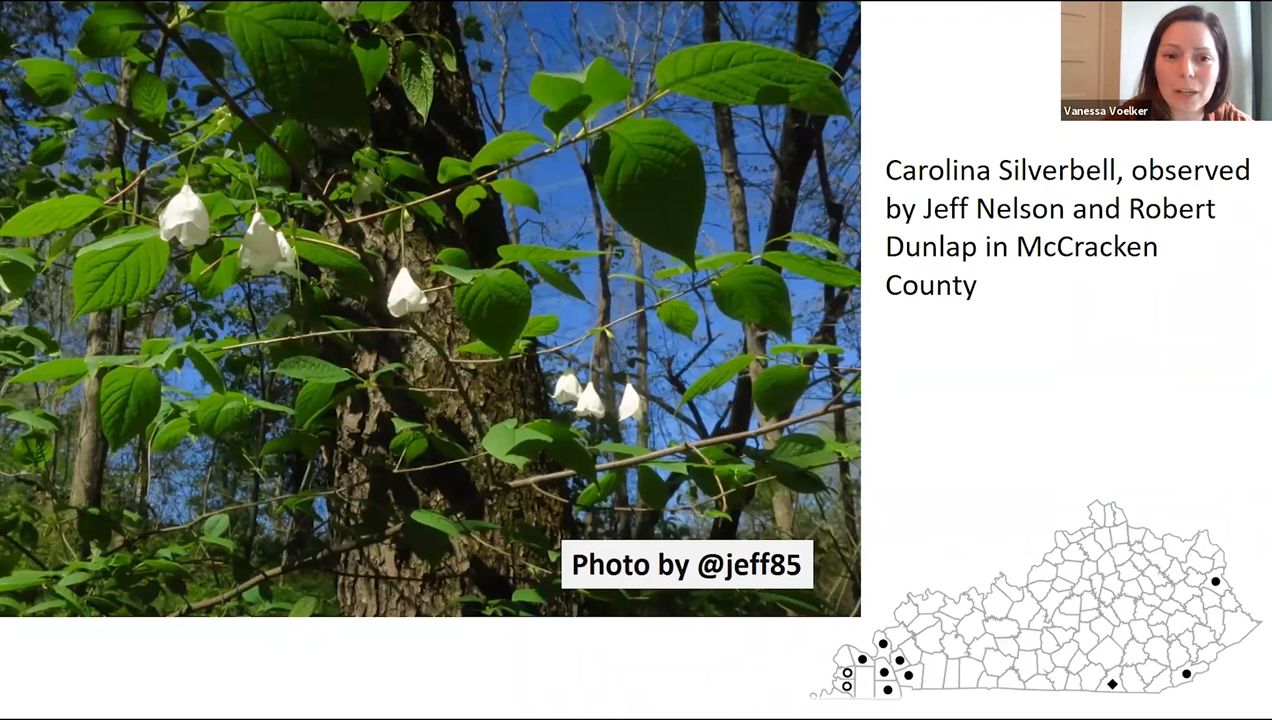 Vanessa Voelker
Carolina Silverbell, observed
by Jeff Nelson and Robert
Dunlap in McCracken
County
Photo by @jeff85